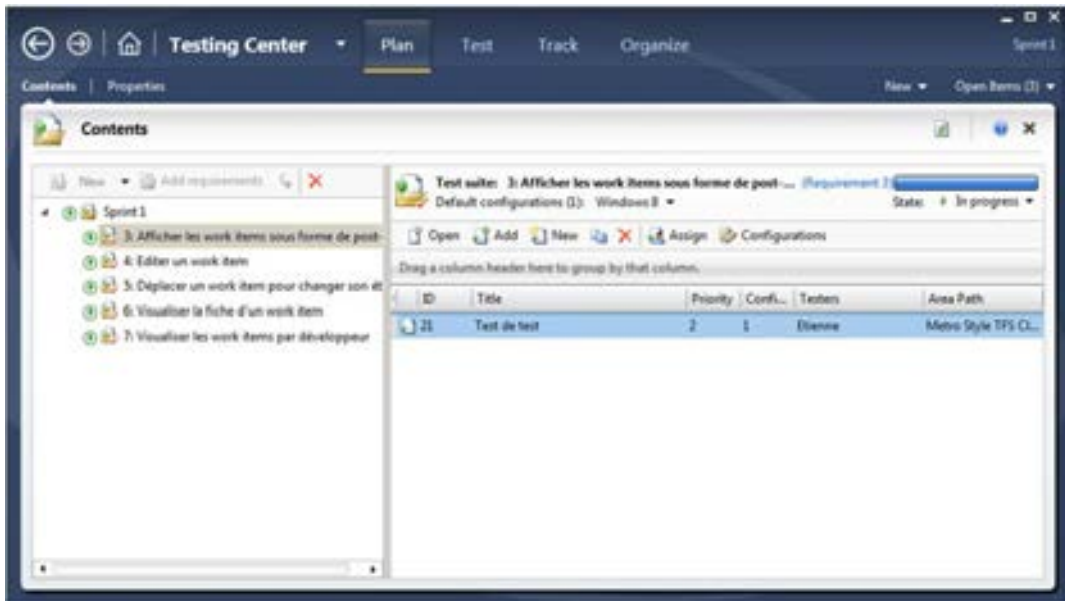 Testing Center Plan Test Track Organize
Sprint 1
Contents | Properties New Open Items (3)
Contents
New Add requirements
Test suite: 3: Afficher les work items sous forme de post-... (Requirement 3)
Default configurations (1): Windows 8 State: In progress
Sprint 1
3: Afficher les work items sous forme de post-
Open Add New Assign Configurations
4: Editer un work item
Drag a column header here to group by that column.
5: Déplacer un work item pour changer son ét
ID Title Priority Confi... Testers Area Path
6: Visualiser la fiche d'un work item
21 Test de test 2 1 Etienne Metro Style TFS Cl...
7: Visualiser les work items par développeur